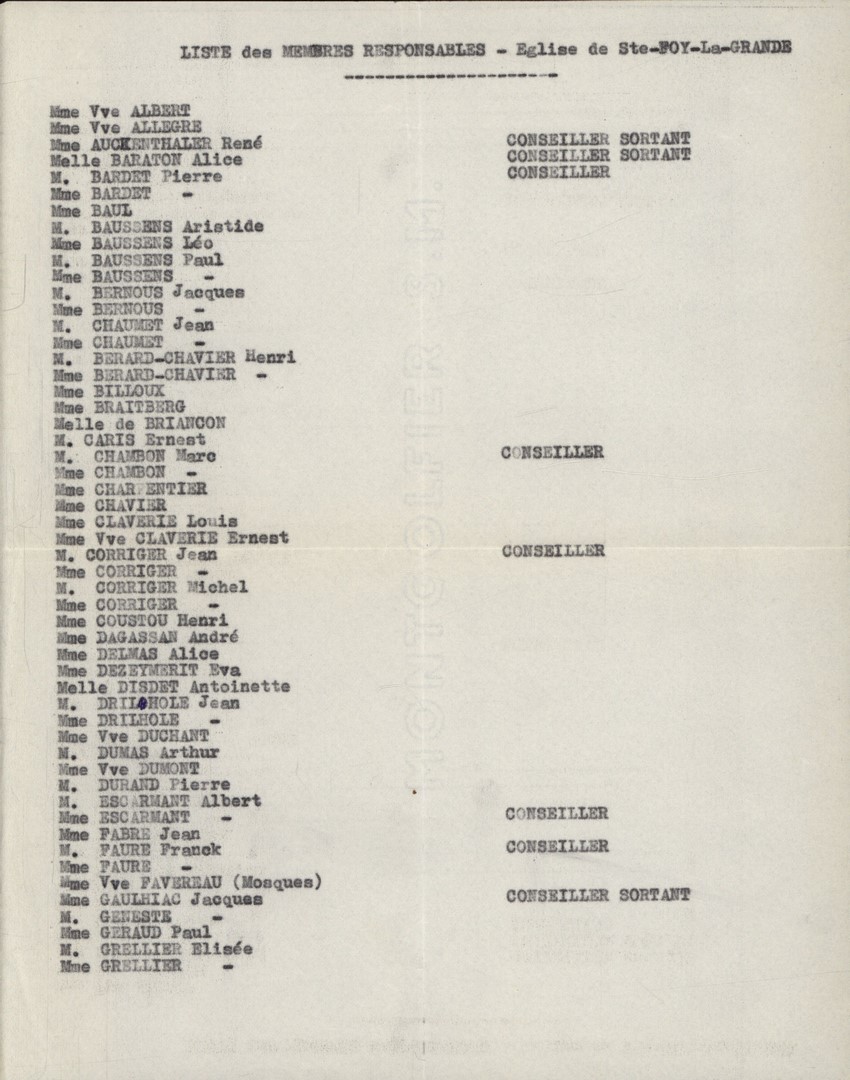 LISTE des MEMBRES RESPONSABLES - Eglise de Ste-FOY-La-GRANDE
Mme Vve ALBERT
Mme Vve ALLEGRE
Mme AUCKENTHALER René CONSEILLER SORTANT
Melle BARATON Alice CONSEILLER SORTANT
M. BARDET Pierre CONSEILLER
Mme BARDET -
Mme BAUL
M. BAUSSENS Aristide
Mme BAUSSENS Léo
M. BAUSSENS Paul
Mme BAUSSENS -
M. BERNOUS Jacques
Mme BERNOUS -
M. CHAUMET Jean
Mme CHAUMET -
M. BERARD-CHAVIER Henri
Mme BERARD-CHAVIER -
Mme BILLOUX
Mme BRAITBERG
Melle de BRIANCON
M. CARIS Ernest
M. CHAMBON Marc CONSEILLER
Mme CHAMBON -
Mme CHARPENTIER
Mme CHAVIER
Mme CLAVERIE Louis
Mme Vve CLAVERIE Ernest
M. CORRIGER Jean CONSEILLER
Mme CORRIGER -
M. CORRIGER Michel
Mme CORRIGER -
Mme COUSTOU Henri
Mme DAGASSAN André
Mme DELMAS Alice
Mme DEZEYMERIT Eva
Melle DISDET Antoinette
M. DRILHOLE Jean
Mme DRILHOLE -
Mme Vve DUCHANT
M. DUMAS Arthur
Mme Vve DUMONT
M. DURAND Pierre
M. ESCARMANT Albert
Mme ESCARMANT - CONSEILLER
Mme FABRE Jean
M. FAURE Franck CONSEILLER
Mme FAURE -
Mme Vve FAVEREAU (Mosques)
Mme GAULHIAC Jacques CONSEILLER SORTANT
M. GENESTE -
Mme GERAUD Paul
M. GRELLIER Elisée
Mme GRELLIER -